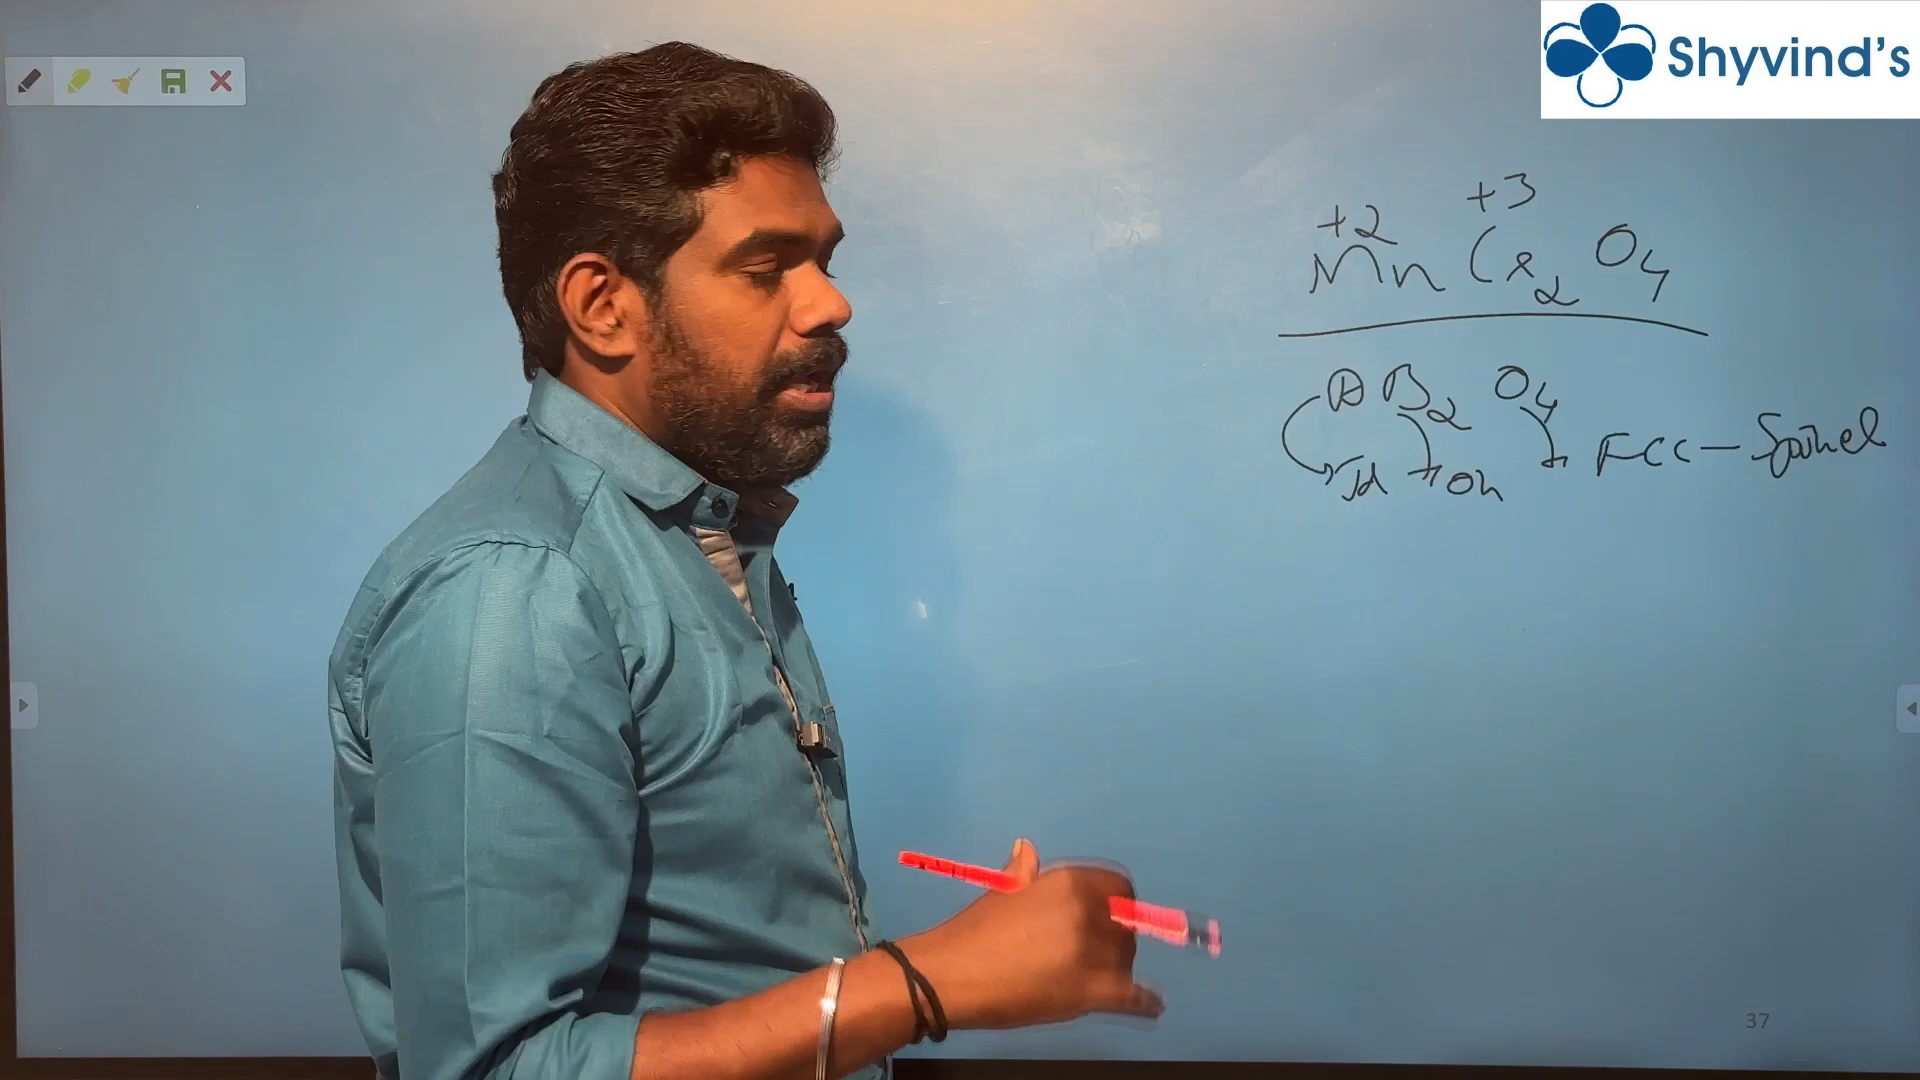 Shyvind's
+2 +3
Mn Cr₂ O₄
A B₂ O₄
Td Oh FCC – Spinel
37